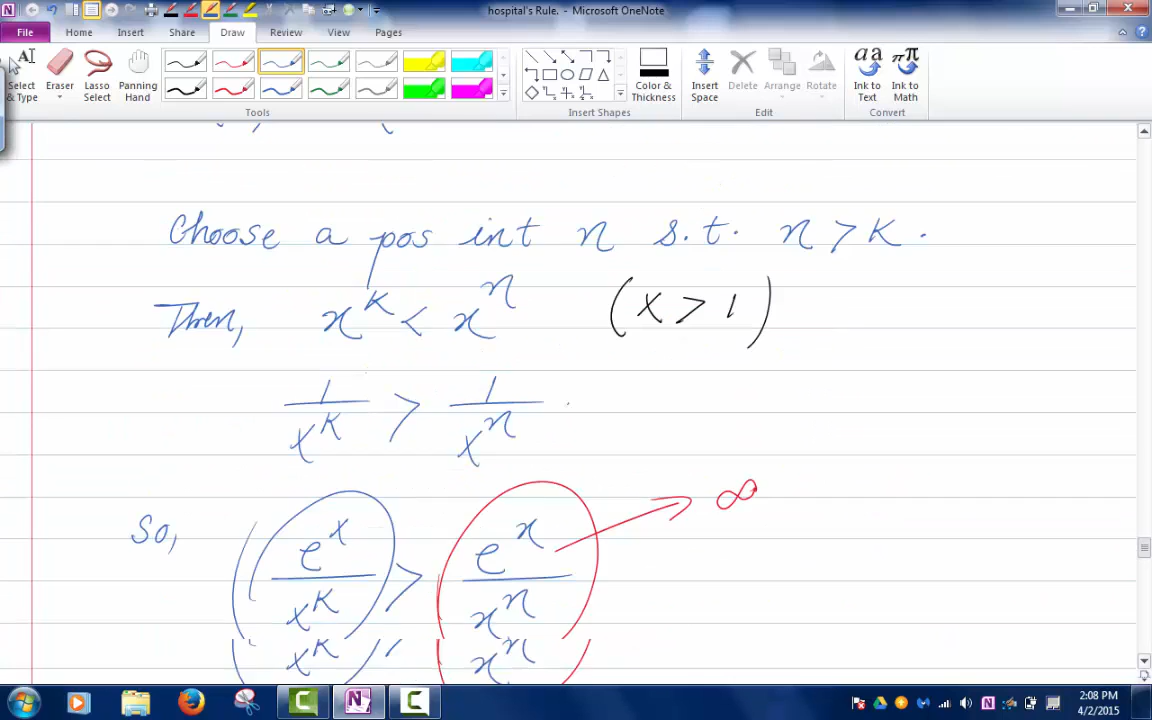 hospital's Rule. - Microsoft OneNote
File Home Insert Share Draw Review View Pages
Select & Type
Eraser
Lasso Select
Panning Hand
Color & Thickness
Insert Space
Delete
Arrange
Rotate
Ink to Text
Ink to Math
Tools Insert Shapes Edit Convert
Choose a pos int n s.t. n > k.
Then, x^k < x^n (x > 1)
1/x^k > 1/x^n
So, e^x/x^k > e^x/x^n → ∞
x^k x^n
2:08 PM
4/2/2015